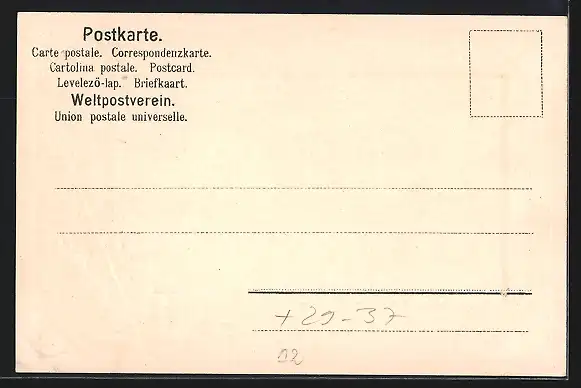 Postkarte.
Carte postale. Correspondenzkarte.
Cartolina postale. Postcard.
Levelező-lap. Briefkaart.
Weltpostverein.
Union postale universelle.
+ 29-37
02